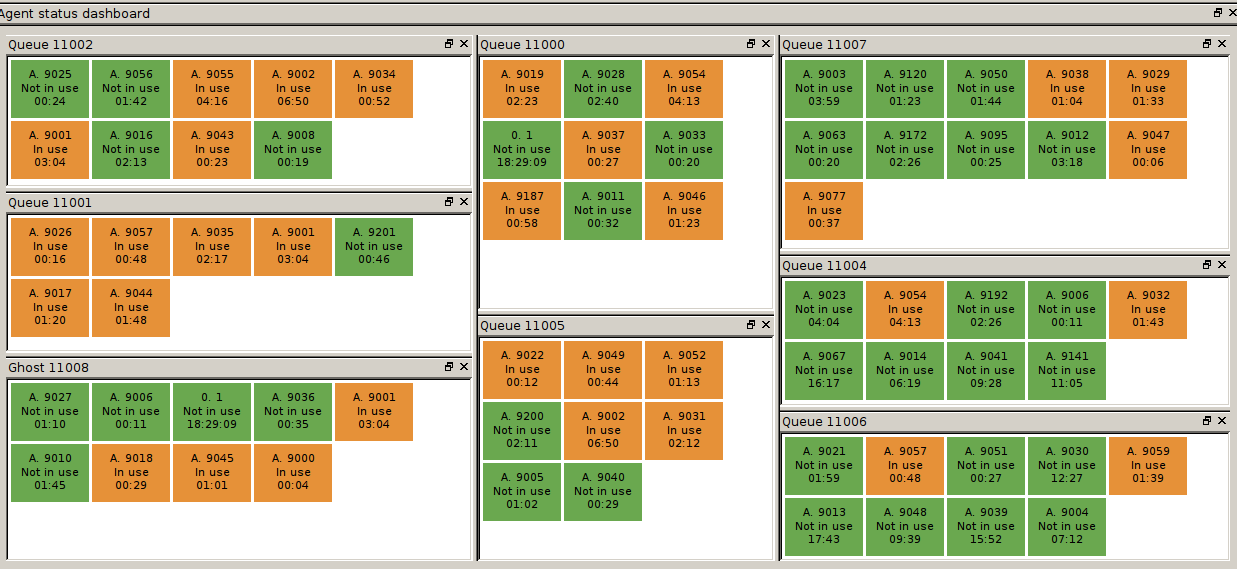 Agent status dashboard
Queue 11002
A. 9025
Not in use
00:24
A. 9056
Not in use
01:42
A. 9055
In use
04:16
A. 9002
In use
06:50
A. 9034
In use
00:52
A. 9001
In use
03:04
A. 9016
Not in use
02:13
A. 9043
In use
00:23
A. 9008
Not in use
00:19
Queue 11001
A. 9026
In use
00:16
A. 9057
In use
00:48
A. 9035
In use
02:17
A. 9001
In use
03:04
A. 9201
Not in use
00:46
A. 9017
In use
01:20
A. 9044
In use
01:48
Ghost 11008
A. 9027
Not in use
01:10
A. 9006
Not in use
00:11
0. 1
Not in use
18:29:09
A. 9036
Not in use
00:35
A. 9001
In use
03:04
A. 9010
Not in use
01:45
A. 9018
In use
00:29
A. 9045
In use
01:01
A. 9000
In use
00:04
Queue 11000
A. 9019
In use
02:23
A. 9028
Not in use
02:40
A. 9054
In use
04:13
0. 1
Not in use
18:29:09
A. 9037
In use
00:27
A. 9033
Not in use
00:20
A. 9187
In use
00:58
A. 9011
Not in use
00:32
A. 9046
In use
01:23
Queue 11005
A. 9022
In use
00:12
A. 9049
In use
00:44
A. 9052
In use
01:13
A. 9200
Not in use
02:11
A. 9002
In use
06:50
A. 9031
In use
02:12
A. 9005
Not in use
01:02
A. 9040
Not in use
00:29
Queue 11007
A. 9003
Not in use
03:59
A. 9120
Not in use
01:23
A. 9050
Not in use
01:44
A. 9038
In use
01:04
A. 9029
In use
01:33
A. 9063
Not in use
00:20
A. 9172
Not in use
02:26
A. 9095
Not in use
00:25
A. 9012
Not in use
03:18
A. 9047
In use
00:06
A. 9077
In use
00:37
Queue 11004
A. 9023
Not in use
04:04
A. 9054
In use
04:13
A. 9192
Not in use
02:26
A. 9006
Not in use
00:11
A. 9032
In use
01:43
A. 9067
Not in use
16:17
A. 9014
Not in use
06:19
A. 9041
Not in use
09:28
A. 9141
Not in use
11:05
Queue 11006
A. 9021
Not in use
01:59
A. 9057
In use
00:48
A. 9051
Not in use
00:27
A. 9030
Not in use
12:27
A. 9059
In use
01:39
A. 9013
Not in use
17:43
A. 9048
Not in use
09:39
A. 9039
Not in use
15:52
A. 9004
Not in use
07:12